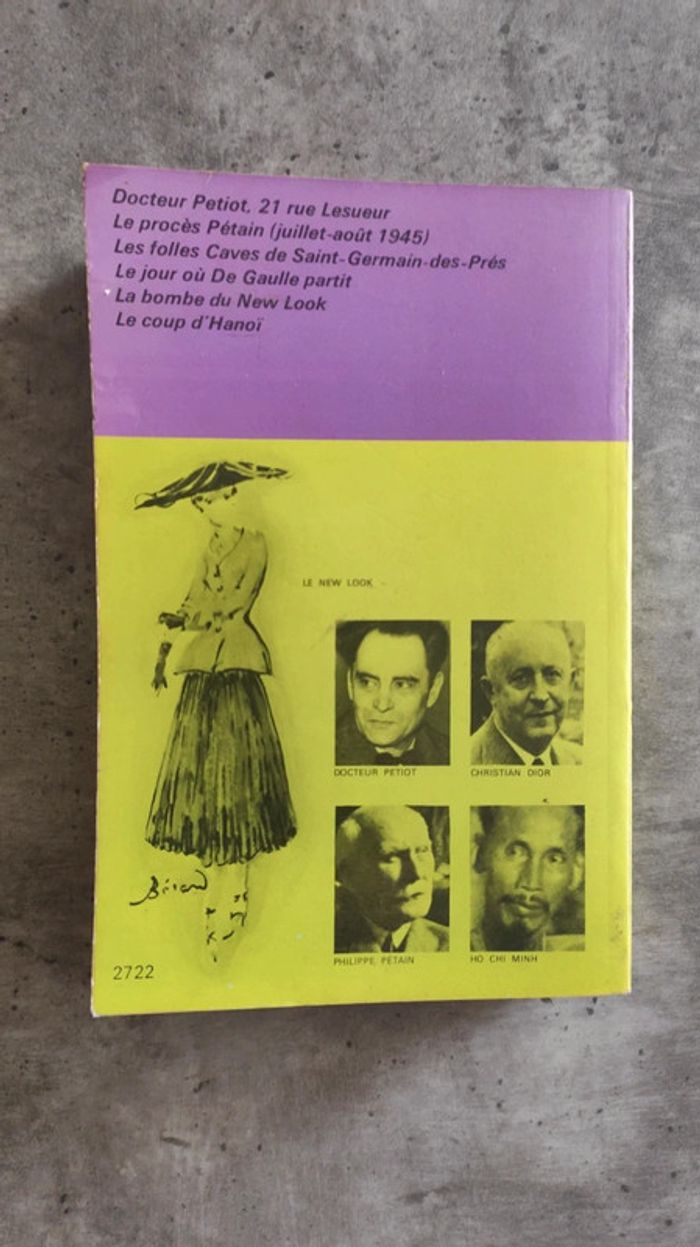 Docteur Petiot, 21 rue Lesueur
Le procès Pétain (juillet-août 1945)
Les folles Caves de Saint-Germain-des-Prés
Le jour où De Gaulle partit
La bombe du New Look
Le coup d'Hanoï
LE NEW LOOK
DOCTEUR PETIOT
CHRISTIAN DIOR
Bérard
PHILIPPE PETAIN
HO CHI MINH
2722